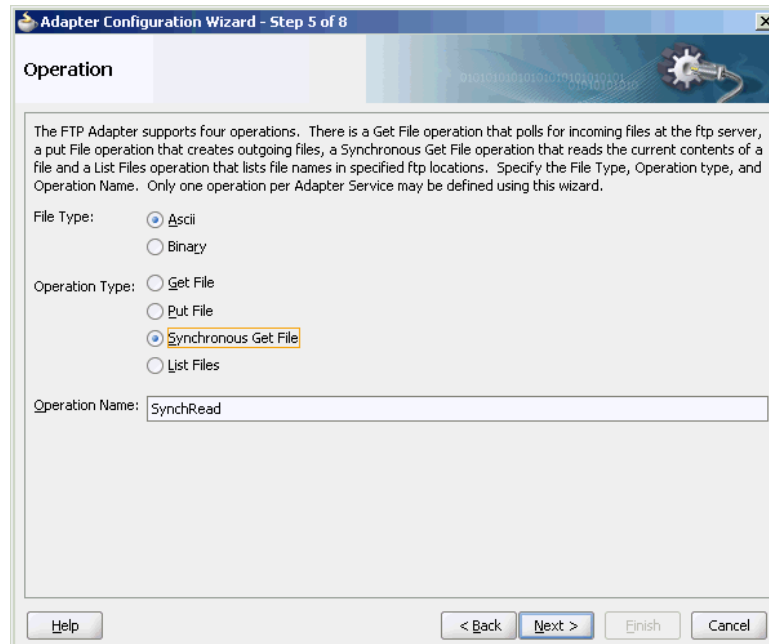 Adapter Configuration Wizard - Step 5 of 8
Operation
The FTP Adapter supports four operations. There is a Get File operation that polls for incoming files at the ftp server,
a put File operation that creates outgoing files, a Synchronous Get File operation that reads the current contents of a
file and a List Files operation that lists file names in specified ftp locations. Specify the File Type, Operation type, and
Operation Name. Only one operation per Adapter Service may be defined using this wizard.
File Type: Ascii
Binary
Operation Type: Get File
Put File
Synchronous Get File
List Files
Operation Name: SynchRead
Help < Back Next > Finish Cancel